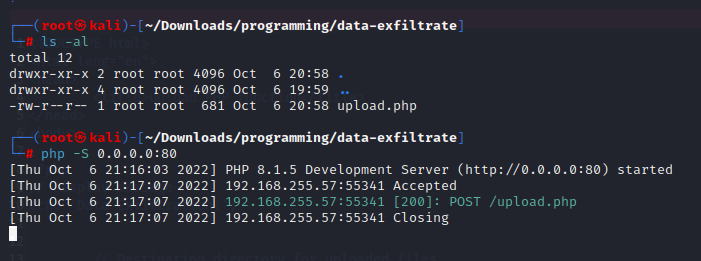 ┌──(root㉿kali)-[~/Downloads/programming/data-exfiltrate]
└─# ls -al
total 12
drwxr-xr-x 2 root root 4096 Oct  6 20:58 .
drwxr-xr-x 4 root root 4096 Oct  6 19:59 ..
-rw-r--r-- 1 root root  681 Oct  6 20:58 upload.php
┌──(root㉿kali)-[~/Downloads/programming/data-exfiltrate]
└─# php -S 0.0.0.0:80
[Thu Oct  6 21:16:03 2022] PHP 8.1.5 Development Server (http://0.0.0.0:80) started
[Thu Oct  6 21:17:07 2022] 192.168.255.57:55341 Accepted
[Thu Oct  6 21:17:07 2022] 192.168.255.57:55341 [200]: POST /upload.php
[Thu Oct  6 21:17:07 2022] 192.168.255.57:55341 Closing